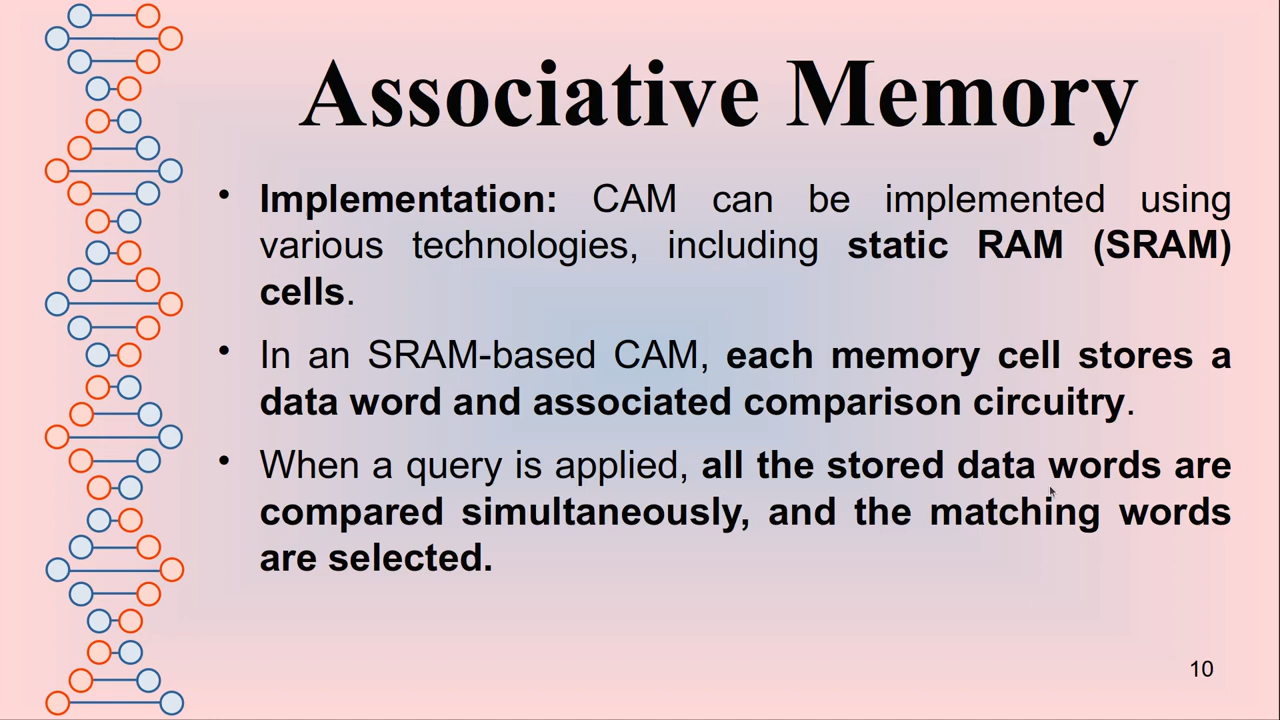 Associative Memory
• Implementation: CAM can be implemented using
various technologies, including static RAM (SRAM)
cells.
• In an SRAM-based CAM, each memory cell stores a
data word and associated comparison circuitry.
• When a query is applied, all the stored data words are
compared simultaneously, and the matching words
are selected.
10